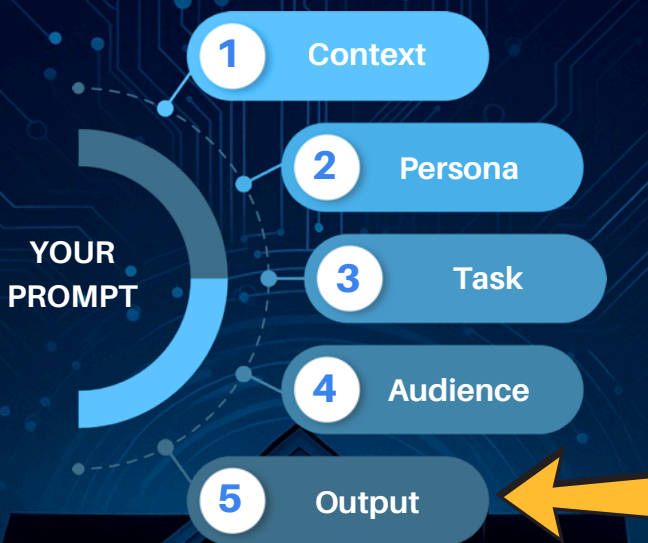 YOUR
PROMPT
1 Context
2 Persona
3 Task
4 Audience
5 Output